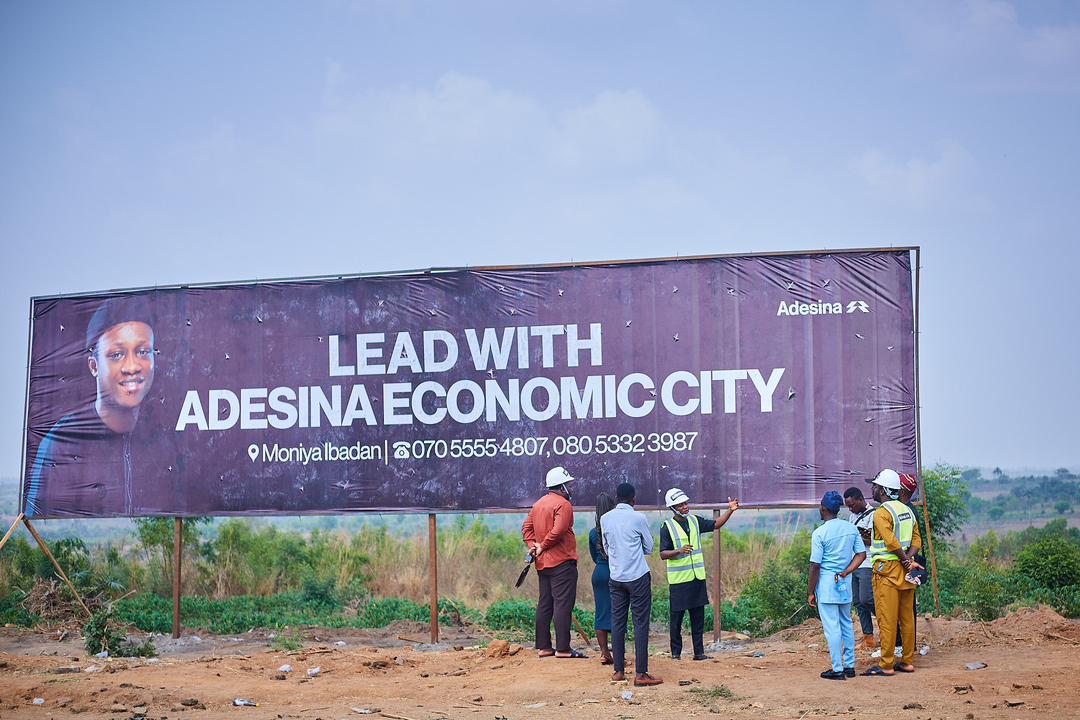 Adesina
LEAD WITH
ADESINA ECONOMIC CITY
Moniya Ibadan | 070 5555 4807, 080 5332 3987